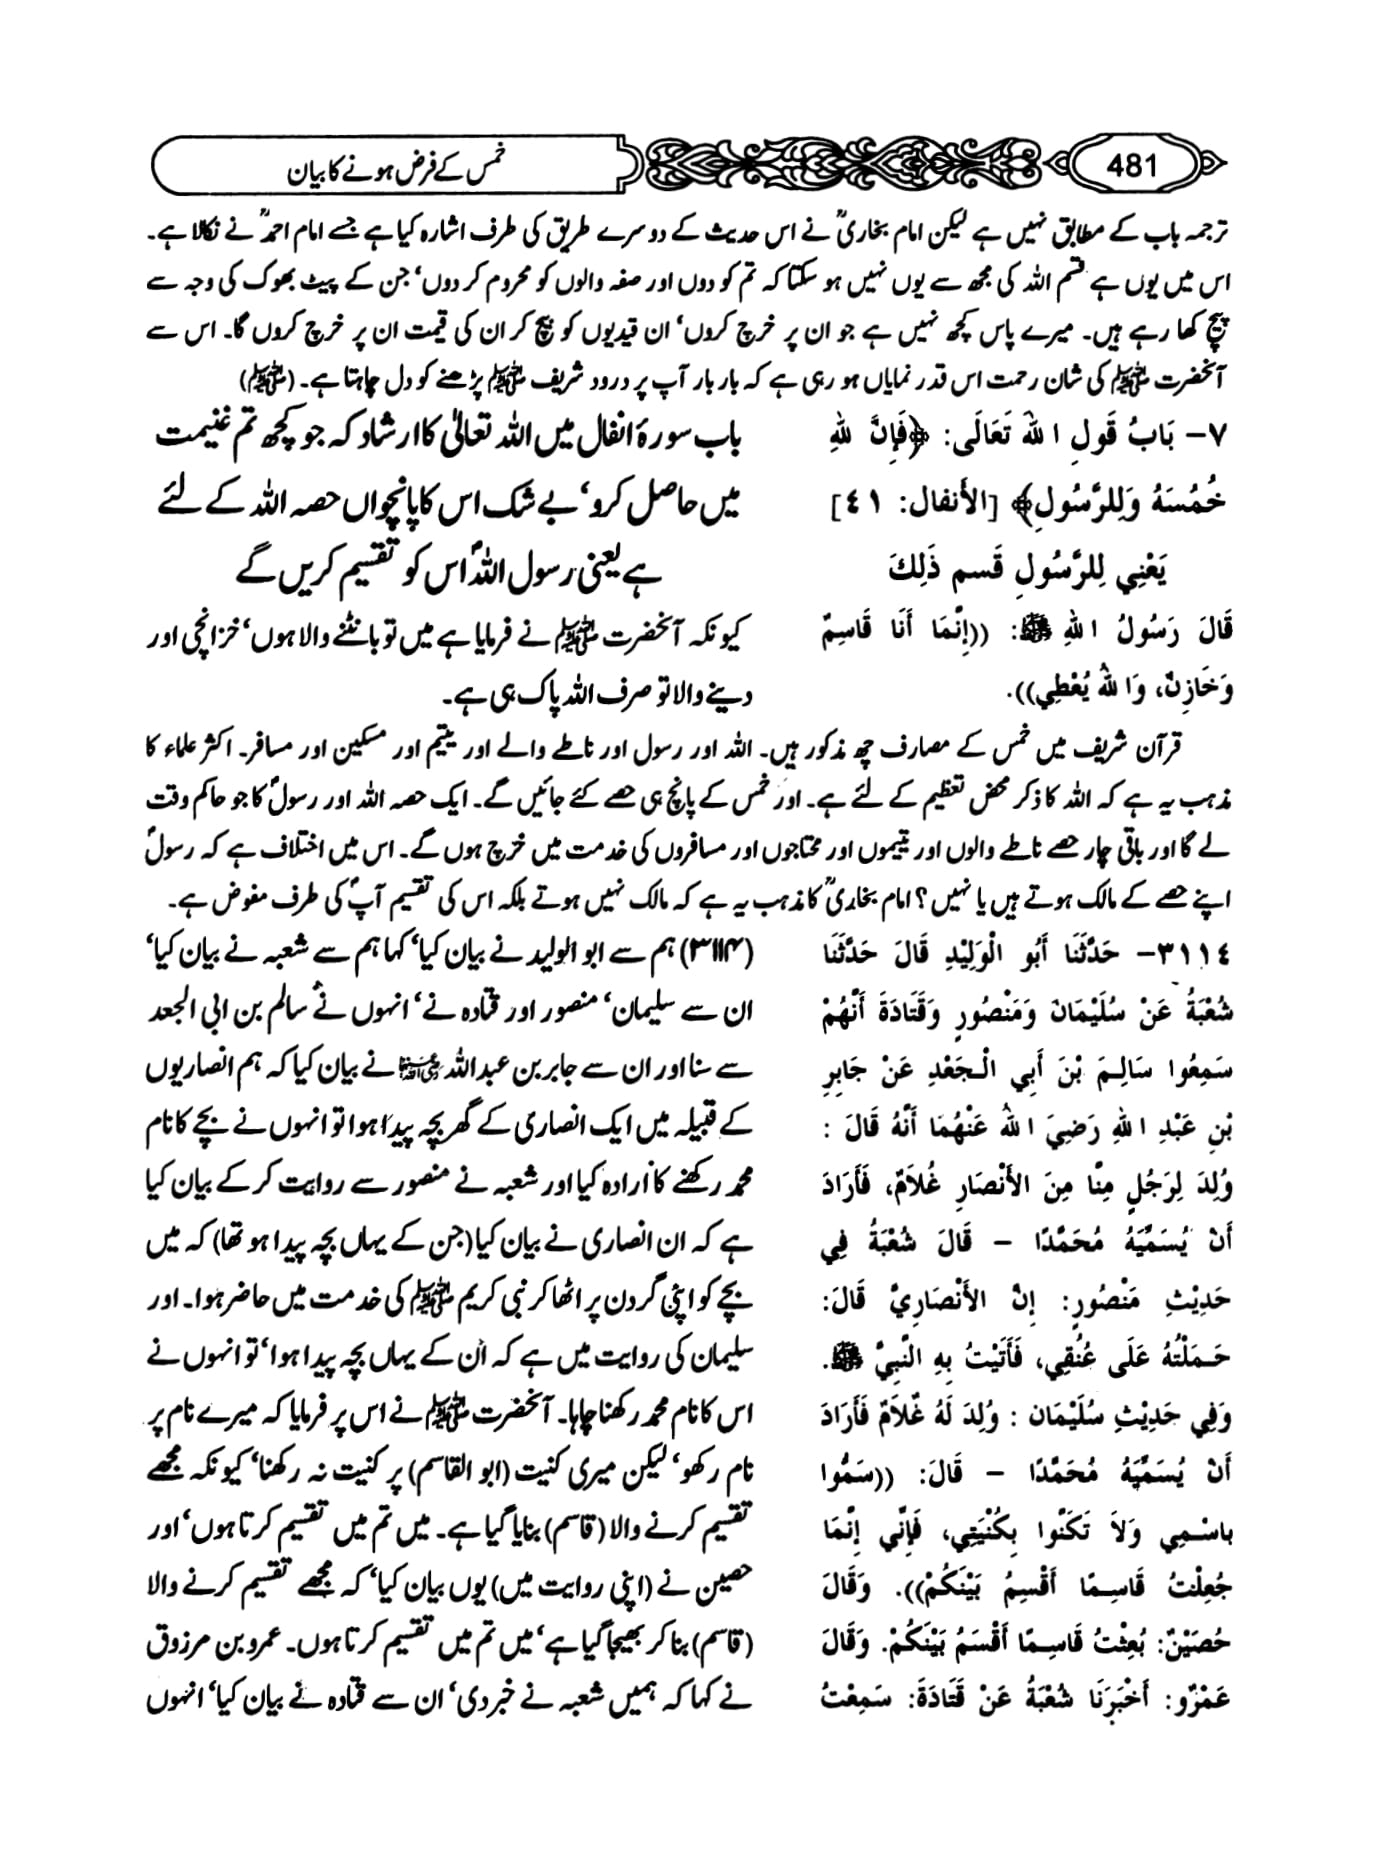 481
خمس کے فرض ہونے کا بیان
ترجمہ باب کے مطابق نہیں ہے لیکن امام بخاریؒ نے اس حدیث کے دوسرے طریق کی طرف اشارہ کیا ہے جسے امام احمدؒ نے نکالا ہے۔
اس میں یوں ہے قسم اللہ کی مجھ سے یوں نہیں ہو سکتا کہ تم کو دوں اور صفہ والوں کو محروم کر دوں‘ جن کے پیٹ بھوک کی وجہ سے
پیچ کھا رہے ہیں۔ میرے پاس کچھ نہیں ہے جو ان پر خرچ کروں‘ ان قیدیوں کو بیچ کر ان کی قیمت ان پر خرچ کروں گا۔ اس سے
آنحضرت ﷺ کی شان رحمت اس قدر نمایاں ہو رہی ہے کہ بار بار آپ پر درود شریف ﷺ پڑھنے کو دل چاہتا ہے۔ (ﷺ)
٧- بَابُ قَولِ اللهِ تَعَالَى: ﴿فَإِنَّ للهِ
خُمُسَهُ وَلِلرَّسُولِ﴾ [الأنفال: ٤١]
يَعْنِي لِلرَّسُولِ قَسم ذَلِكَ
قَالَ رَسُولُ اللهِ ﷺ: ((إِنَّمَا أَنَا قَاسِمٌ
وَخَازِنٌ، وَاللهُ يُعْطِي)).
باب سورۂ انفال میں اللہ تعالیٰ کا ارشاد کہ جو کچھ تم غنیمت
میں حاصل کرو‘ بے شک اس کا پانچواں حصہ اللہ کے لئے
ہے یعنی رسول اللہؐ اس کو تقسیم کریں گے
کیونکہ آنحضرت ﷺ نے فرمایا ہے میں تو بانٹنے والا ہوں‘ خزانچی اور
دینے والا تو صرف اللہ پاک ہی ہے۔
قرآن شریف میں خمس کے مصارف چھ مذکور ہیں۔ اللہ اور رسول اور ناطے والے اور یتیم اور مسکین اور مسافر۔ اکثر علماء کا
مذہب یہ ہے کہ اللہ کا ذکر محض تعظیم کے لئے ہے۔ اور خمس کے پانچ ہی حصے کئے جائیں گے۔ ایک حصہ اللہ اور رسولؐ کا جو حاکم وقت
لے گا اور باقی چار حصے ناطے والوں اور یتیموں اور محتاجوں اور مسافروں کی خدمت میں خرچ ہوں گے۔ اس میں اختلاف ہے کہ رسولؐ
اپنے حصے کے مالک ہوتے ہیں یا نہیں؟ امام بخاریؒ کا مذہب یہ ہے کہ مالک نہیں ہوتے بلکہ اس کی تقسیم آپؐ کی طرف مفوض ہے۔
٣١١٤- حَدَّثَنَا أَبُو الْوَلِيْدِ قَالَ حَدَّثَنَا
شُعْبَةُ عَنْ سُلَيْمَانَ وَمَنْصُورٍ وَقَتَادَةَ أَنَّهُمْ
سَمِعُوا سَالِمَ بْنَ أَبِي الْجَعْدِ عَنْ جَابِرِ
بْنِ عَبْدِ اللهِ رَضِيَ اللهُ عَنْهُمَا أَنَّهُ قَالَ :
وُلِدَ لِرَجُلٍ مِنَّا مِنَ الأَنْصَارِ غُلاَمٌ، فَأَرَادَ
أَنْ يُسَمِّيَهُ مُحَمَّدًا – قَالَ شُعْبَةُ فِي
حَدِيْثِ مَنْصُورٍ: إِنَّ الأَنْصَارِيَّ قَالَ:
حَمَلْتُهُ عَلَى عُنُقِي، فَأَتَيْتُ بِهِ النَّبِيَّ ﷺ.
وَفِي حَدِيْثِ سُلَيْمَان : وُلِدَ لَهُ غُلاَمٌ فَأَرَادَ
أَنْ يُسَمِّيَهُ مُحَمَّدًا – قَالَ: ((سَمُّوا
بِاسْمِي وَلاَ تَكَنَّوا بِكُنْيَتِي، فَإِنِّي إِنَّمَا
جُعِلْتُ قَاسِمًا أَقْسِمُ بَيْنَكُمْ)). وَقَالَ
حُصَيْنٌ: بُعِثْتُ قَاسِمًا أَقْسَمُ بَيْنَكُمْ. وَقَالَ
عَمْرٌو: أَخْبَرَنَا شُعْبَةُ عَنْ قَتَادَةَ: سَمِعْتُ
(۳۱۱۴) ہم سے ابو الولید نے بیان کیا‘ کہا ہم سے شعبہ نے بیان کیا‘
ان سے سلیمان‘ منصور اور قتادہ نے‘ انہوں نے سالم بن ابی الجعد
سے سنا اور ان سے جابر بن عبداللہ رضی اللہ عنہما نے بیان کیا کہ ہم انصاریوں
کے قبیلہ میں ایک انصاری کے گھر بچہ پیدا ہوا تو انہوں نے بچے کا نام
محمد رکھنے کا ارادہ کیا اور شعبہ نے منصور سے روایت کر کے بیان کیا
ہے کہ ان انصاری نے بیان کیا (جن کے یہاں بچہ پیدا ہو تھا) کہ میں
بچے کو اپنی گردن پر اٹھا کر نبی کریم ﷺ کی خدمت میں حاضر ہوا۔ اور
سلیمان کی روایت میں ہے کہ ان کے یہاں بچہ پیدا ہوا‘ تو انہوں نے
اس کا نام محمد رکھنا چاہا۔ آنحضرت ﷺ نے اس پر فرمایا کہ میرے نام پر
نام رکھو‘ لیکن میری کنیت (ابو القاسم) پر کنیت نہ رکھنا‘ کیونکہ مجھے
تقسیم کرنے والا (قاسم) بنایا گیا ہے۔ میں تم میں تقسیم کرتا ہوں‘ اور
حصین نے (اپنی روایت میں) یوں بیان کیا‘ کہ مجھے تقسیم کرنے والا
(قاسم) بنا کر بھیجا گیا ہے‘ میں تم میں تقسیم کرتا ہوں۔ عمرو بن مرزوق
نے کہا کہ ہمیں شعبہ نے خبر دی‘ ان سے قتادہ نے بیان کیا‘ انہوں